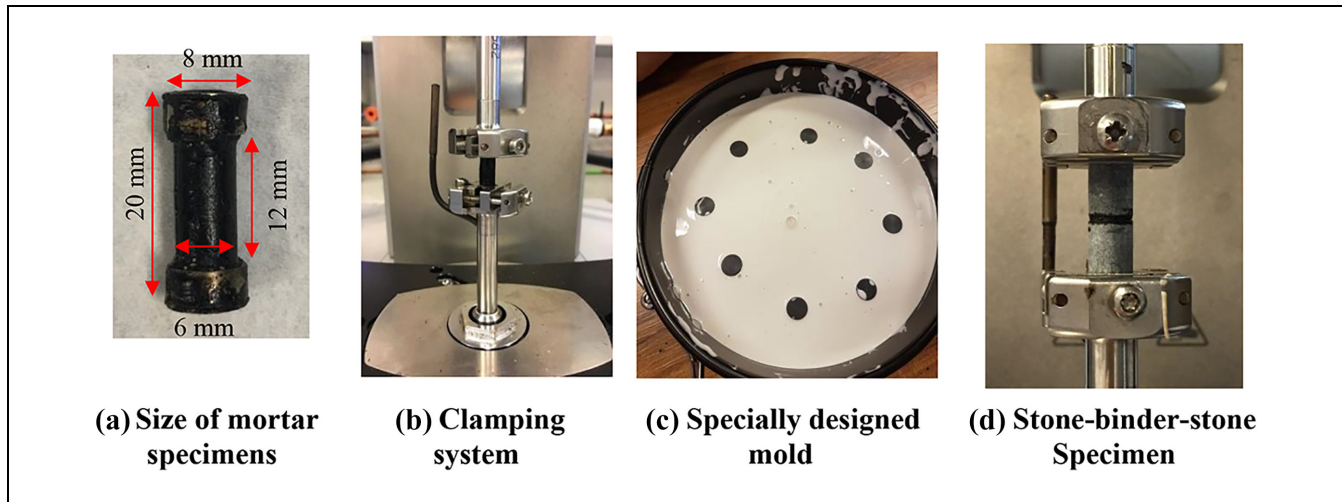 8 mm
20 mm
12 mm
6 mm
(a) Size of mortar
specimens
(b) Clamping
system
(c) Specially designed
mold
(d) Stone-binder-stone
Specimen